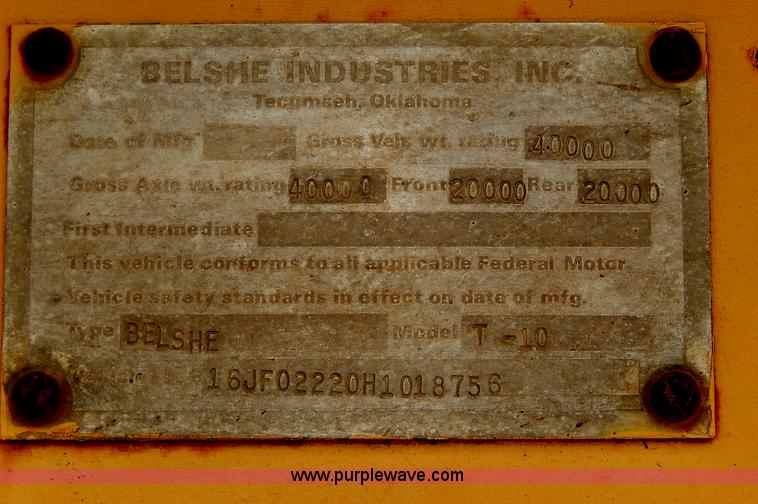 BELSHE INDUSTRIES, INC.
Tecumseh, Oklahoma
Date of Mfg Gross Veh. wt. rating 40000
Gross Axle wt. rating 40000 Front 20000 Rear 20000
First Intermediate
This vehicle conforms to all applicable Federal Motor
Vehicle safety standards in effect on date of mfg.
Type BELSHE Model T-10
16JF02220H1018756
www.purplewave.com